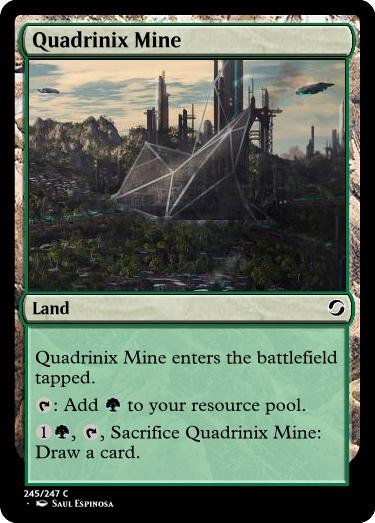 Quadrinix Mine
Land
Quadrinix Mine enters the battlefield
tapped.
: Add to your resource pool.
1 , , Sacrifice Quadrinix Mine:
Draw a card.
245/247 C
· Saul Espinosa